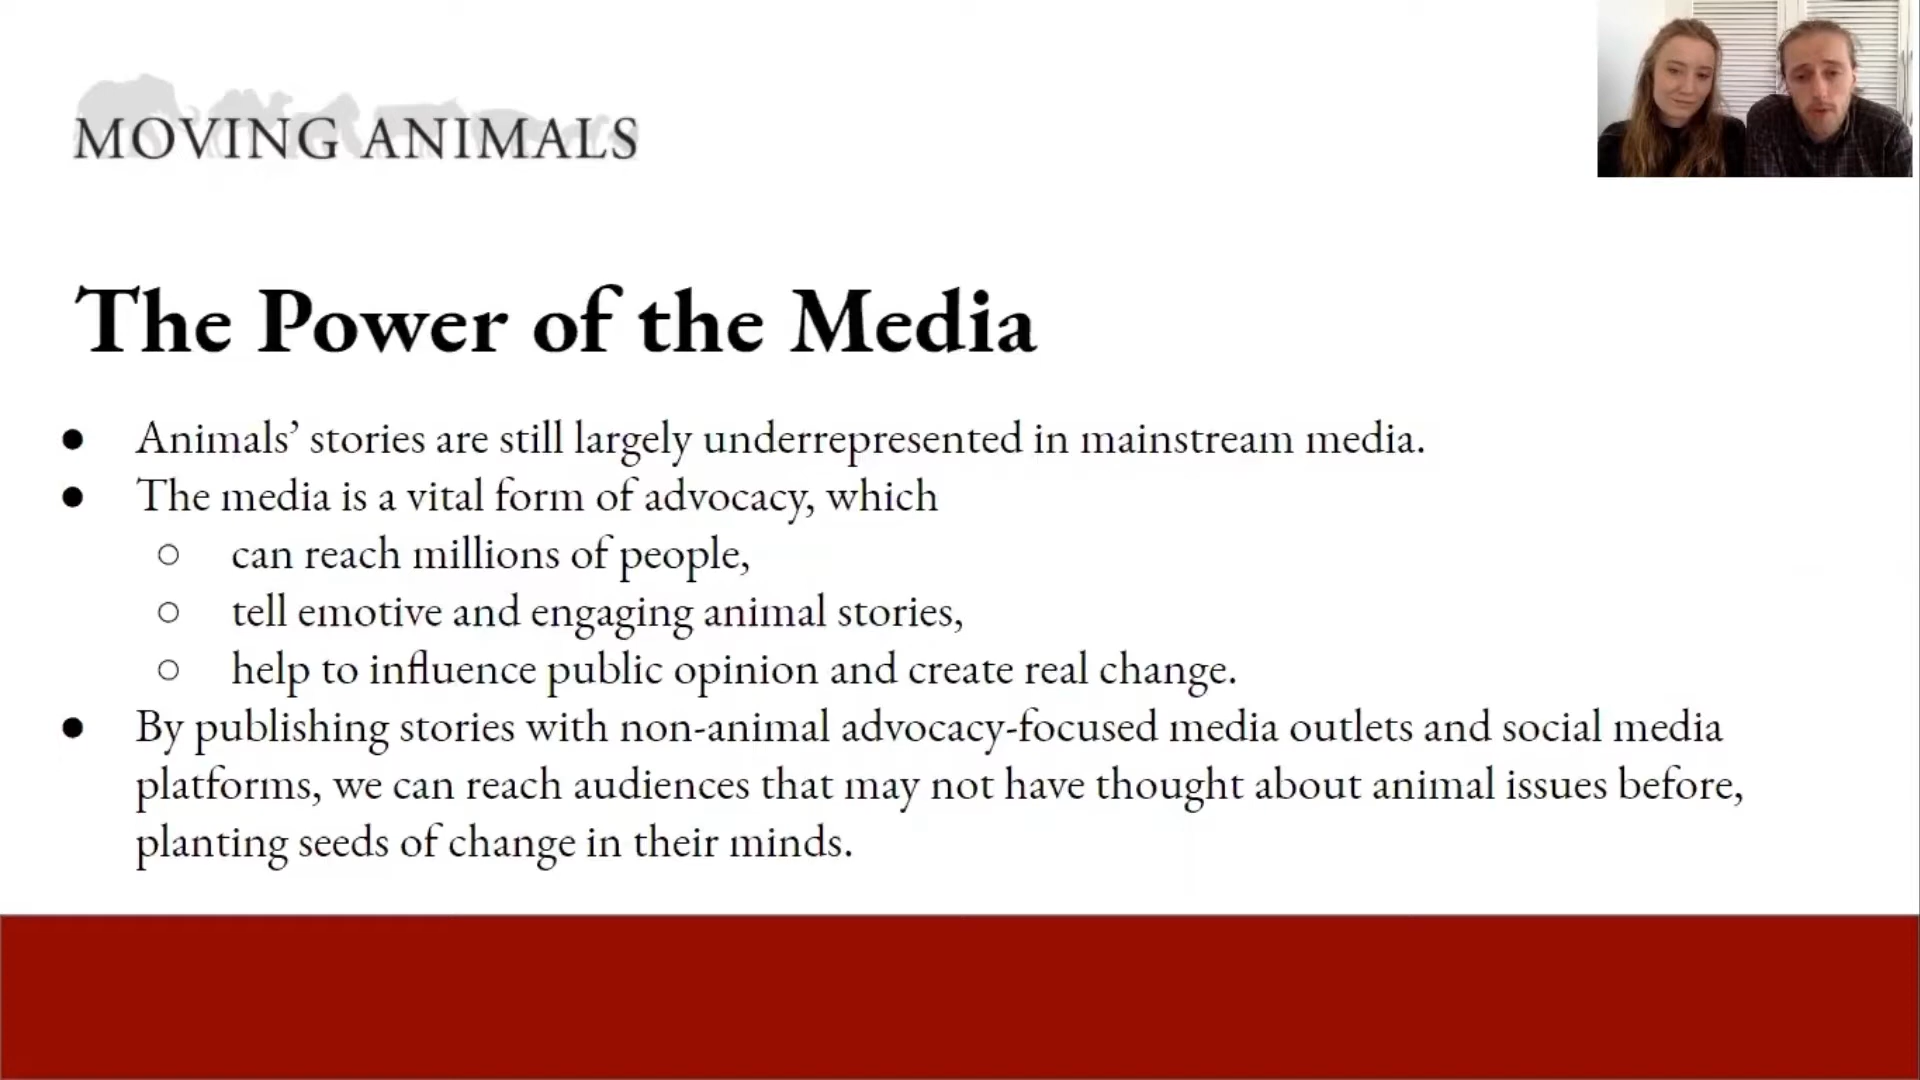 MOVING ANIMALS
The Power of the Media
● Animals’ stories are still largely underrepresented in mainstream media.
● The media is a vital form of advocacy, which
○ can reach millions of people,
○ tell emotive and engaging animal stories,
○ help to influence public opinion and create real change.
● By publishing stories with non-animal advocacy-focused media outlets and social media
platforms, we can reach audiences that may not have thought about animal issues before,
planting seeds of change in their minds.